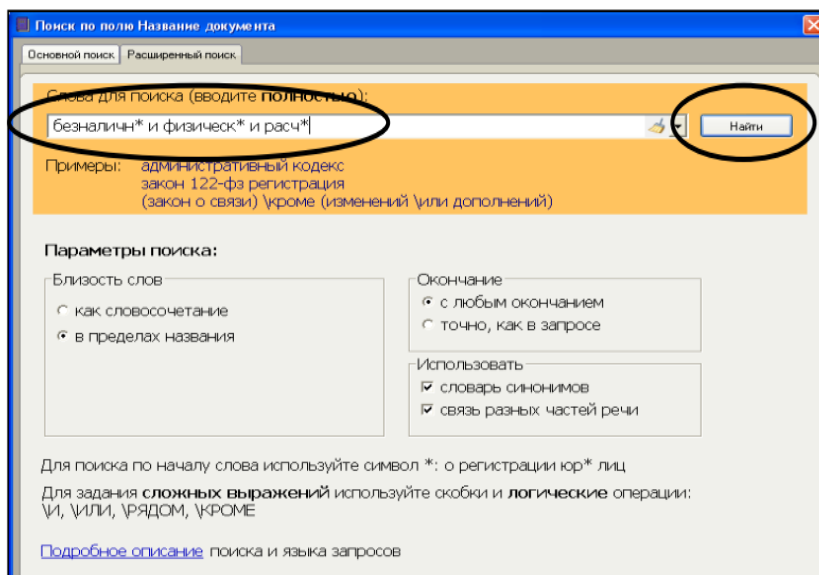 Поиск по полю Название документа
Основной поиск Расширенный поиск
Слова для поиска (вводите полностью):
безналичн* и физическ* и расч*
Найти
Примеры: административный кодекс
закон 122-фз регистрация
(закон о связи) \кроме (изменений \или дополнений)
Параметры поиска:
Близость слов
как словосочетание
в пределах названия
Окончание
с любым окончанием
точно, как в запросе
Использовать
словарь синонимов
связь разных частей речи
Для поиска по началу слова используйте символ *: о регистрации юр* лиц
Для задания сложных выражений используйте скобки и логические операции:
\И, \ИЛИ, \РЯДОМ, \КРОМЕ
Подробное описание поиска и языка запросов